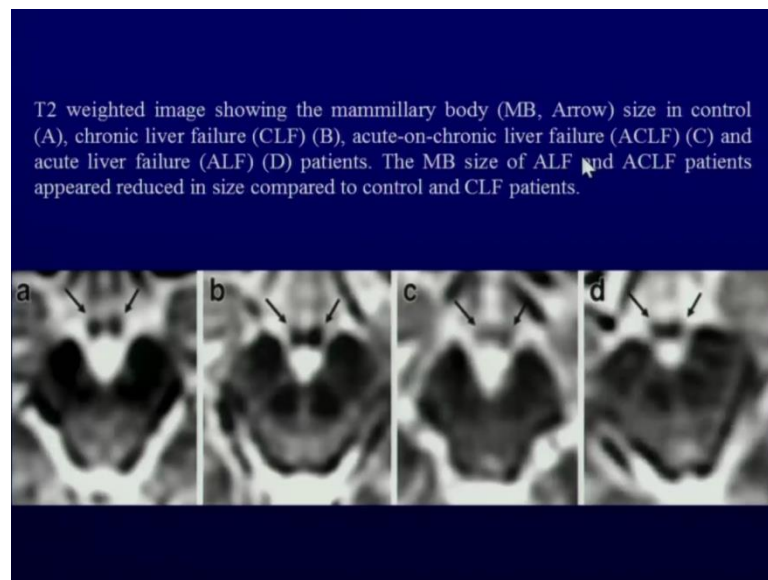 T2 weighted image showing the mammillary body (MB, Arrow) size in control
(A), chronic liver failure (CLF) (B), acute-on-chronic liver failure (ACLF) (C) and
acute liver failure (ALF) (D) patients. The MB size of ALF and ACLF patients
appeared reduced in size compared to control and CLF patients.
a b c d